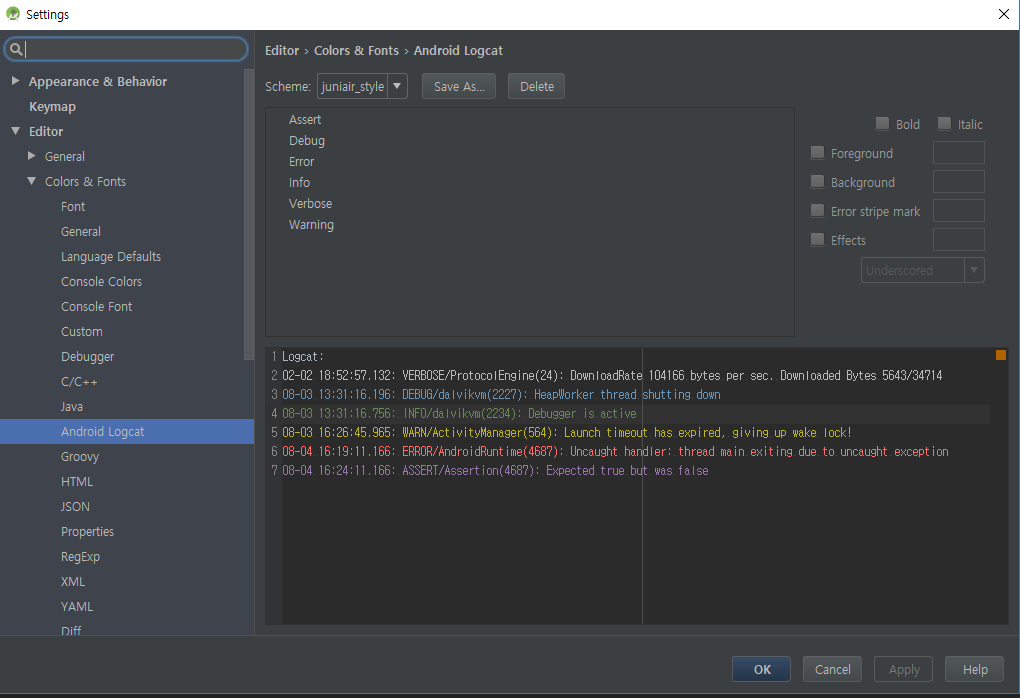 Settings
Editor › Colors & Fonts › Android Logcat
Appearance & Behavior
Keymap
Editor
General
Colors & Fonts
Font
General
Language Defaults
Console Colors
Console Font
Custom
Debugger
C/C++
Java
Android Logcat
Groovy
HTML
JSON
Properties
RegExp
XML
YAML
Diff
Scheme: juniair_style Save As... Delete
Assert
Debug
Error
Info
Verbose
Warning
Bold Italic
Foreground
Background
Error stripe mark
Effects
Underscored
1 Logcat:
2 02-02 18:52:57.132: VERBOSE/ProtocolEngine(24): DownloadRate 104166 bytes per sec. Downloaded Bytes 5643/34714
3 08-03 13:31:16.196: DEBUG/dalvikvm(2227): HeapWorker thread shutting down
4 08-03 13:31:16.756: INFO/dalvikvm(2234): Debugger is active
5 08-03 16:26:45.965: WARN/ActivityManager(564): Launch timeout has expired, giving up wake lock!
6 08-04 16:19:11.166: ERROR/AndroidRuntime(4687): Uncaught handler: thread main exiting due to uncaught exception
7 08-04 16:24:11.166: ASSERT/Assertion(4687): Expected true but was false
OK Cancel Apply Help